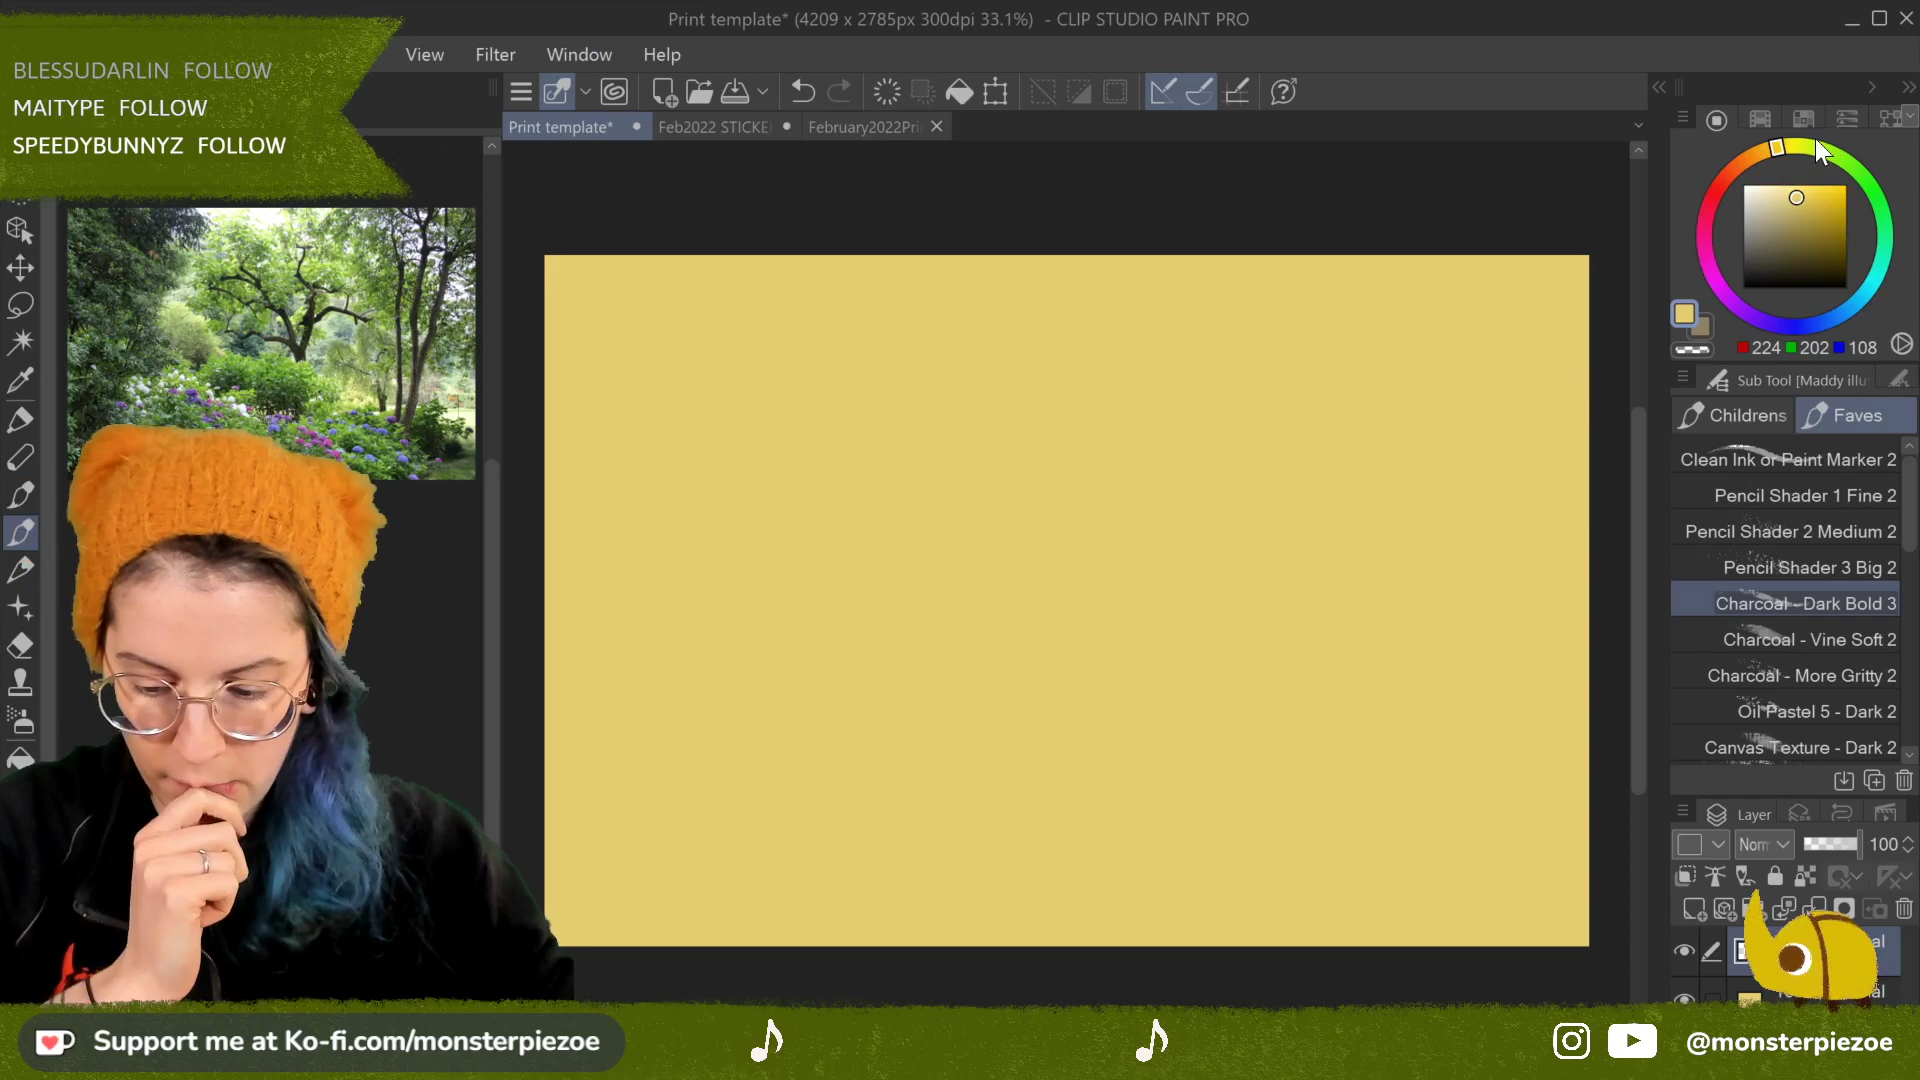 Print template* (4209 x 2785px 300dpi 33.1%) - CLIP STUDIO PAINT PRO
BLESSUDARLIN FOLLOW
MAITYPE FOLLOW
SPEEDYBUNNYZ FOLLOW
View Filter Window Help
Print template* Feb2022 STICKE February2022Pri
224 202 108
Sub Tool [Maddy illu
Childrens Faves
Clean Ink or Paint Marker 2
Pencil Shader 1 Fine 2
Pencil Shader 2 Medium 2
Pencil Shader 3 Big 2
Charcoal - Dark Bold 3
Charcoal - Vine Soft 2
Charcoal - More Gritty 2
Oil Pastel 5 - Dark 2
Canvas Texture - Dark 2
Layer
Norr 100
al
al
Support me at Ko-fi.com/monsterpiezoe
@monsterpiezoe